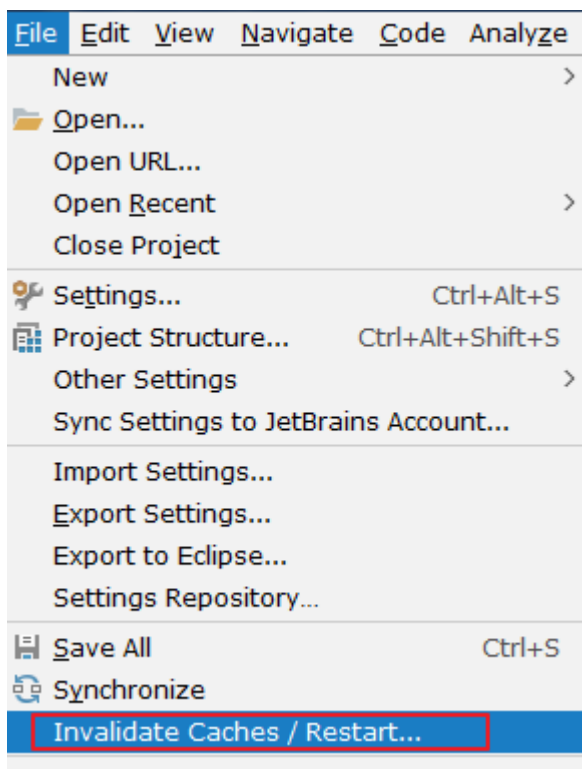 File Edit View Navigate Code Analyze
New
Open...
Open URL...
Open Recent
Close Project
Settings... Ctrl+Alt+S
Project Structure... Ctrl+Alt+Shift+S
Other Settings
Sync Settings to JetBrains Account...
Import Settings...
Export Settings...
Export to Eclipse...
Settings Repository...
Save All Ctrl+S
Synchronize
Invalidate Caches / Restart...